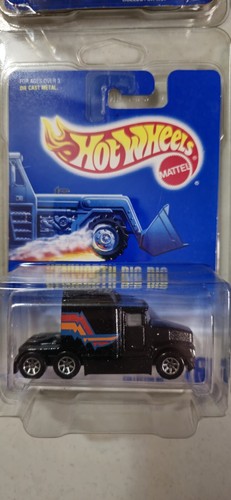 FOR AGES OVER 3
DIE CAST METAL
Hot Wheels
MATTEL
KENWORTH BIG RIG